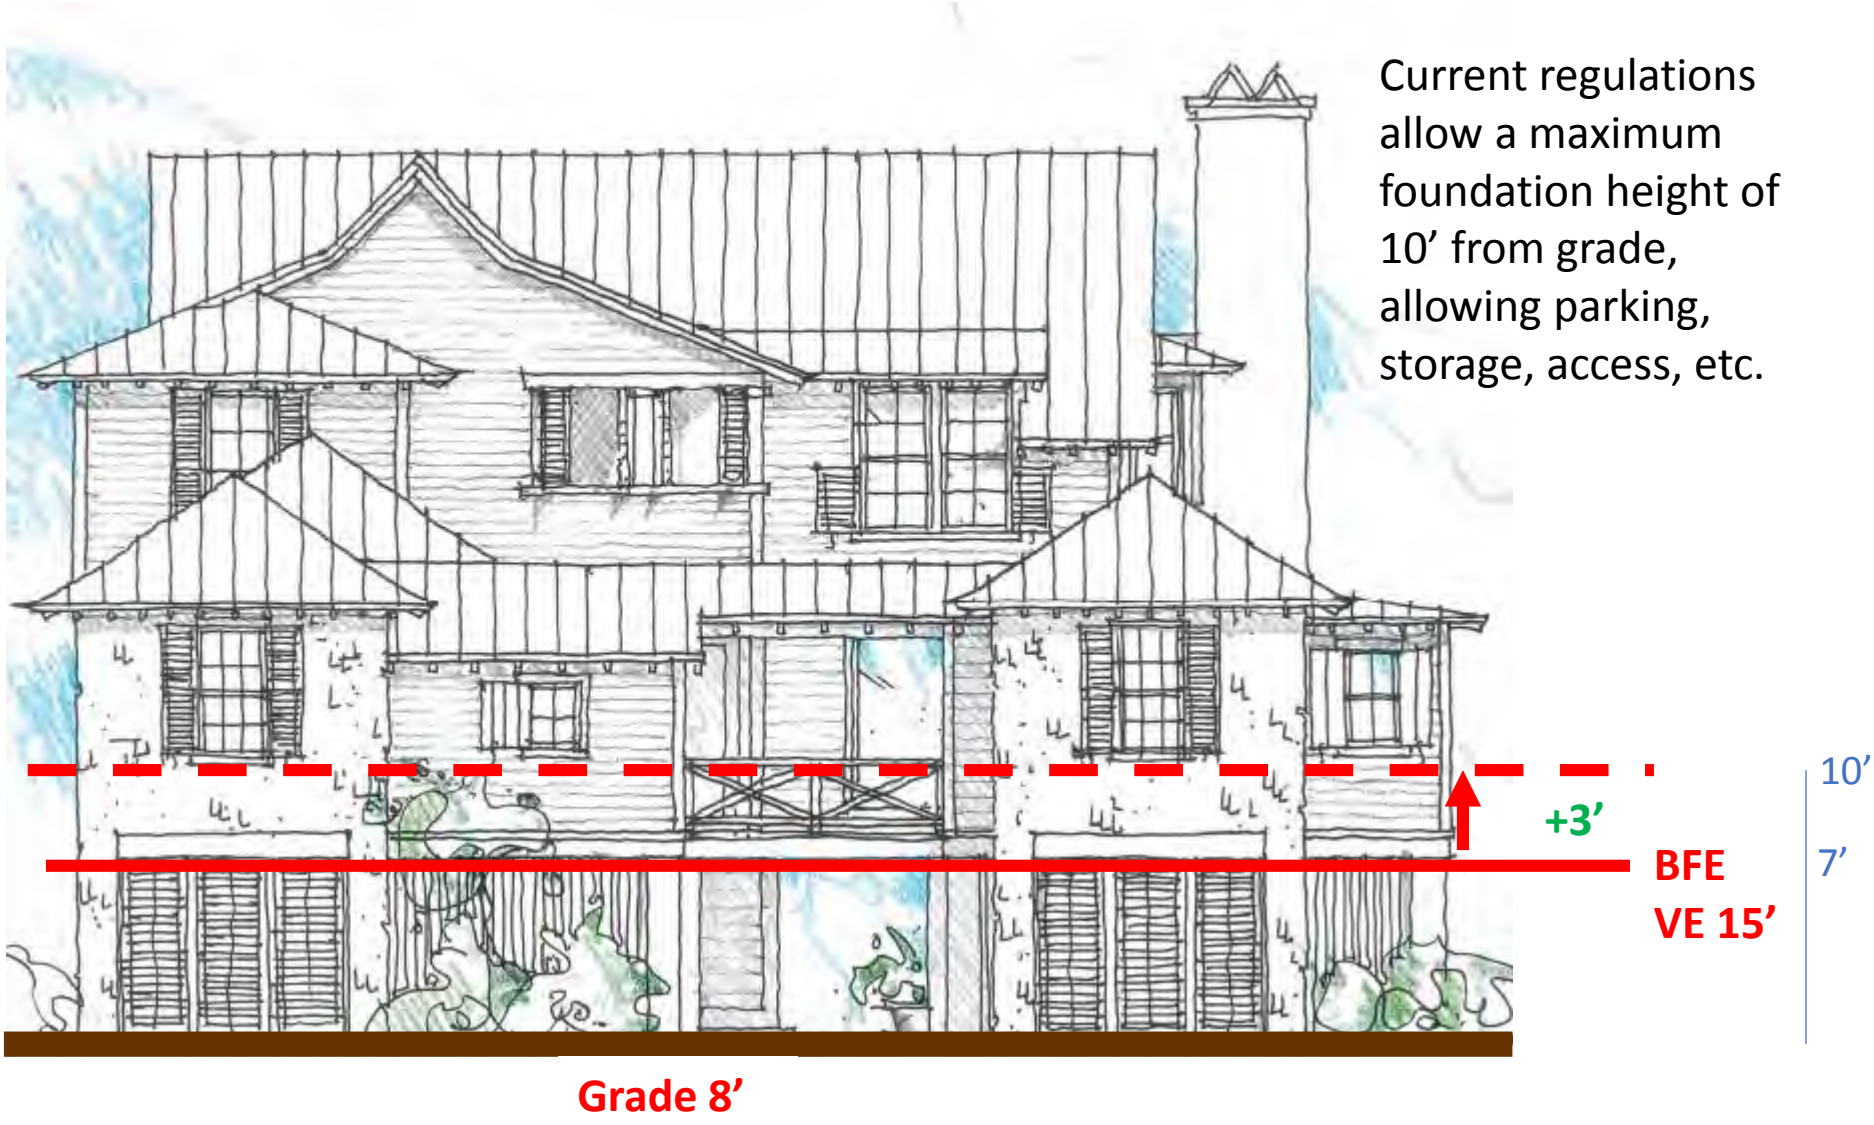 Current regulations
allow a maximum
foundation height of
10’ from grade,
allowing parking,
storage, access, etc.
10’
+3’
BFE
7’
VE 15’
Grade 8’